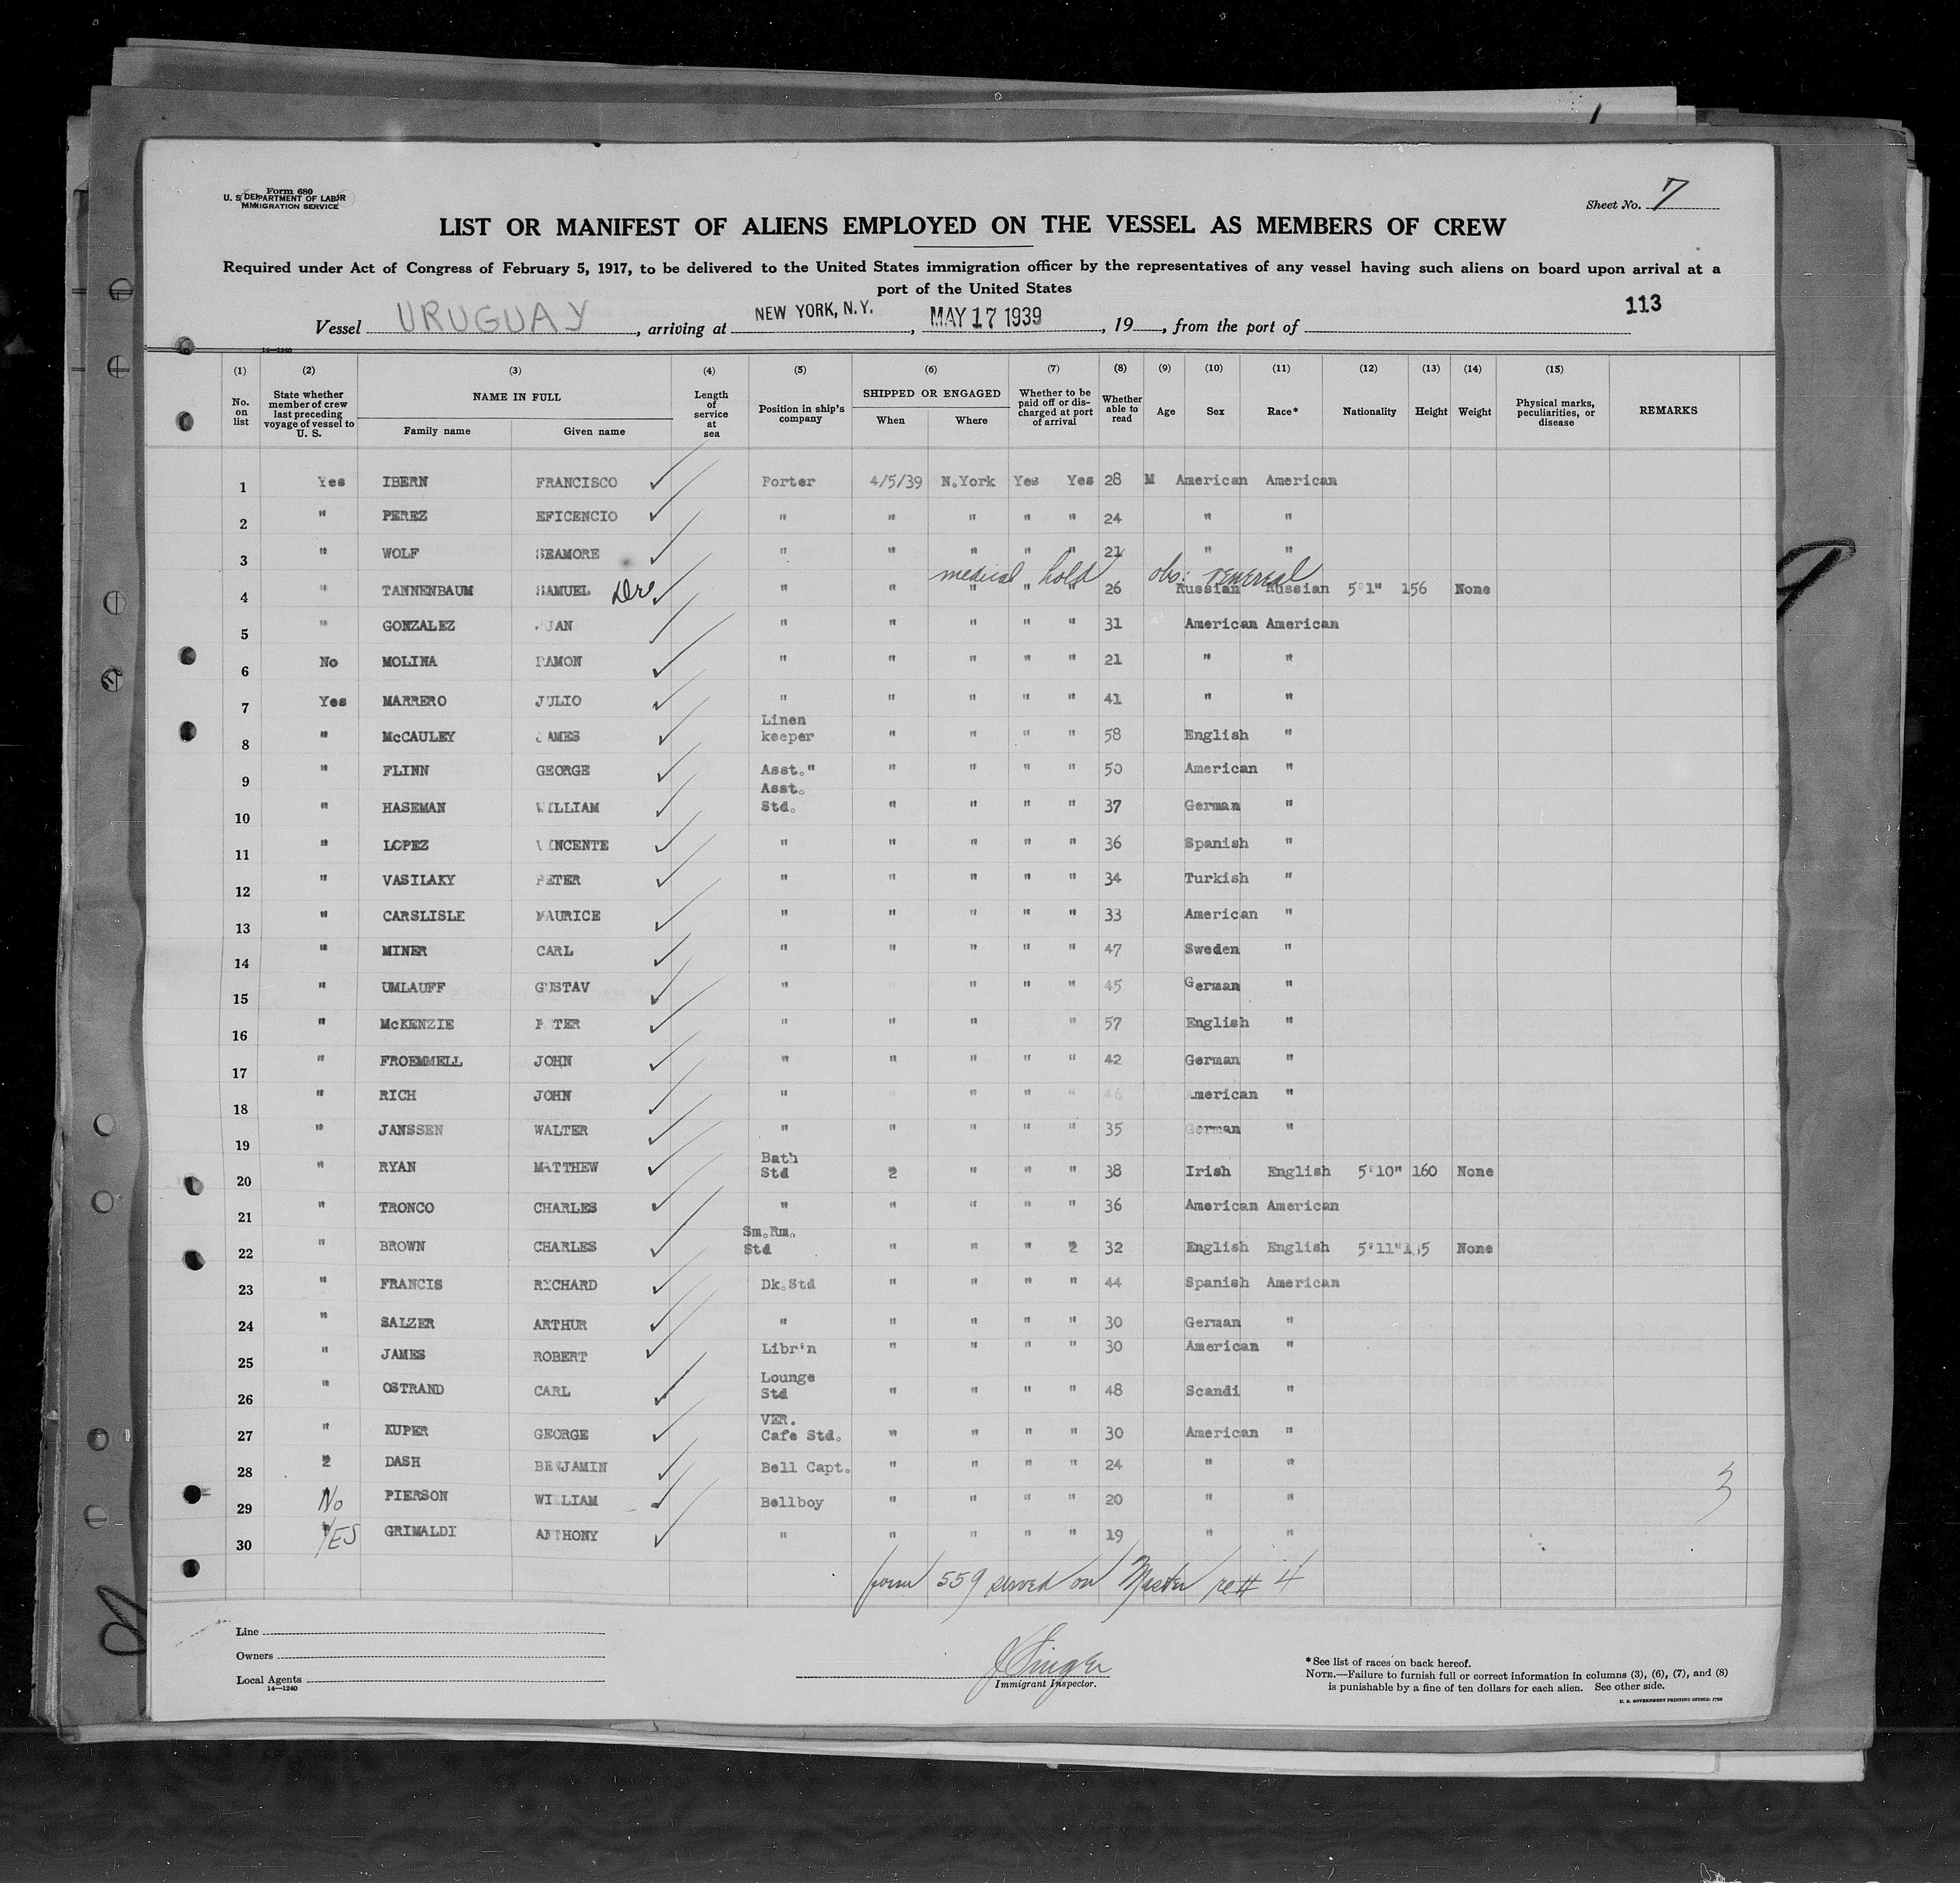 Form 680
U. S. DEPARTMENT OF LABOR
IMMIGRATION SERVICE
Sheet No. 7
LIST OR MANIFEST OF ALIENS EMPLOYED ON THE VESSEL AS MEMBERS OF CREW
Required under Act of Congress of February 5, 1917, to be delivered to the United States immigration officer by the representatives of any vessel having such aliens on board upon arrival at a
port of the United States
113
Vessel URUGUAY, arriving at NEW YORK, N.Y., MAY 17 1939, 19, from the port of
14—1240
(1) (2) (3) (4) (5) (6) (7) (8) (9) (10) (11) (12) (13) (14) (15)
No. on list State whether member of crew last preceding voyage of vessel to U. S. NAME IN FULL Family name Given name Length of service at sea Position in ship's company SHIPPED OR ENGAGED When Where Whether to be paid off or discharged at port of arrival Whether able to read Age Sex Race* Nationality Height Weight Physical marks, peculiarities, or disease REMARKS
1 Yes IBERN FRANCISCO ✓ Porter 4/5/39 N.York Yes Yes 28 M American American
2 " PEREZ EFICENCIO ✓ " " " " " 24 " "
3 " WOLF SEAMORE ✓ " " " " " 21 " "
medical hold obs: venereal
4 " TANNENBAUM SAMUEL ✓ " " " " " 26 Russian Russian 5'1" 156 None
5 " GONZALEZ JUAN ✓ " " " " " 31 American American
6 No MOLINA RAMON ✓ " " " " " 21 " "
7 Yes MARRERO JULIO ✓ " " " " " 41 " "
8 " McCAULEY JAMES ✓ Linen keeper " " " " 58 English "
9 " FLINN GEORGE ✓ Asst." " " " " 50 American "
10 " HASEMAN WILLIAM ✓ Asst. Std. " " " " 37 German "
11 " LOPEZ VINCENTE ✓ " " " " " 36 Spanish "
12 " VASILAKY PETER ✓ " " " " " 34 Turkish "
13 " CARSLISLE MAURICE ✓ " " " " " 33 American "
14 " MINER CARL ✓ " " " " " 47 Sweden "
15 " UMLAUFF GUSTAV ✓ " " " " 45 German "
16 " McKENZIE PETER ✓ " " " " 57 English "
17 " FROEMMELL JOHN ✓ " " " " " 42 German "
18 " RICH JOHN ✓ " " " " " 46 American "
19 " JANSSEN WALTER ✓ " " " " " 35 German "
20 " RYAN MATTHEW ✓ Bath Std 2 " " " 38 Irish English 5'10" 160 None
21 " TRONCO CHARLES ✓ " " " " " 36 American American
22 " BROWN CHARLES ✓ Sm.Rm. Std " " " 2 32 English English 5'11" None
23 " FRANCIS RICHARD ✓ Dk.Std " " " " 44 Spanish American
24 " SALZER ARTHUR ✓ " " " " " 30 German "
25 " JAMES ROBERT ✓ Libr'n " " " " 30 American "
26 " OSTRAND CARL ✓ Lounge Std " " " " 48 Scandi "
27 " KUPER GEORGE ✓ VER. Cafe Std. " " " " 30 American "
28 2 DASH BENJAMIN ✓ Bell Capt. " " " " 24 " "
29 No PIERSON WILLIAM ✓ Bellboy " " " " 20 " "
3
30 YES GRIMALDI ANTHONY ✓ " " " " " 19 " "
form 559 served on Master re # 4
Line
Owners
Local Agents
14—1240
J Singer
Immigrant Inspector.
*See list of races on back hereof.
NOTE.—Failure to furnish full or correct information in columns (3), (6), (7), and (8)
is punishable by a fine of ten dollars for each alien. See other side.
U. S. GOVERNMENT PRINTING OFFICE: 1929